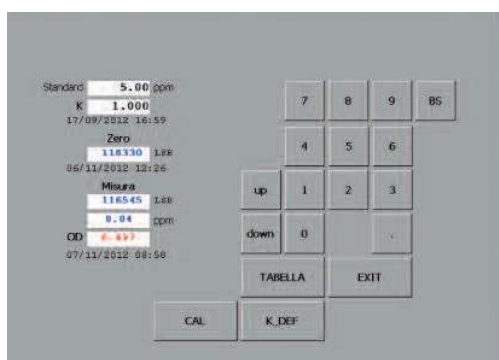 Standard 5.00 ppm
K 1.000
17/09/2012 16:59
Zero
118330 LSB
06/11/2012 12:26
Misura
116545 LSB
0.04 ppm
OD
07/11/2012 08:58
7 8 9 BS
4 5 6
up 1 2 3
down 0 .
TABELLA EXIT
CAL K_DEF